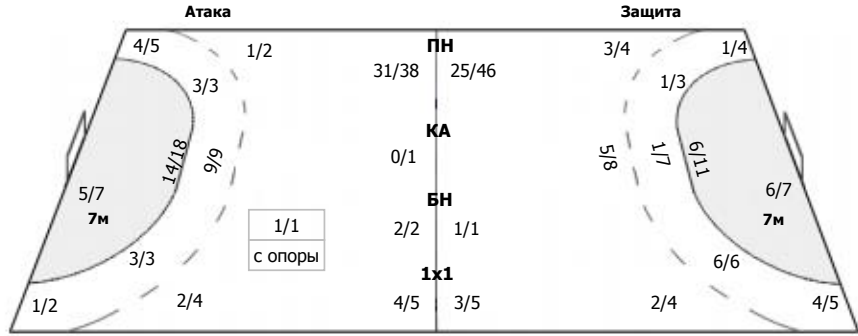 Атака Защита
4/5 1/2 ПН 3/4 1/4
3/3 31/38 25/46 1/3
КА
14/18 9/9 0/1 5/8 1/7 6/11
5/7 БН 6/7
7м 1/1 2/2 1/1 7м
с опоры
3/3 1x1 6/6
1/2 2/4 4/5 3/5 2/4 4/5